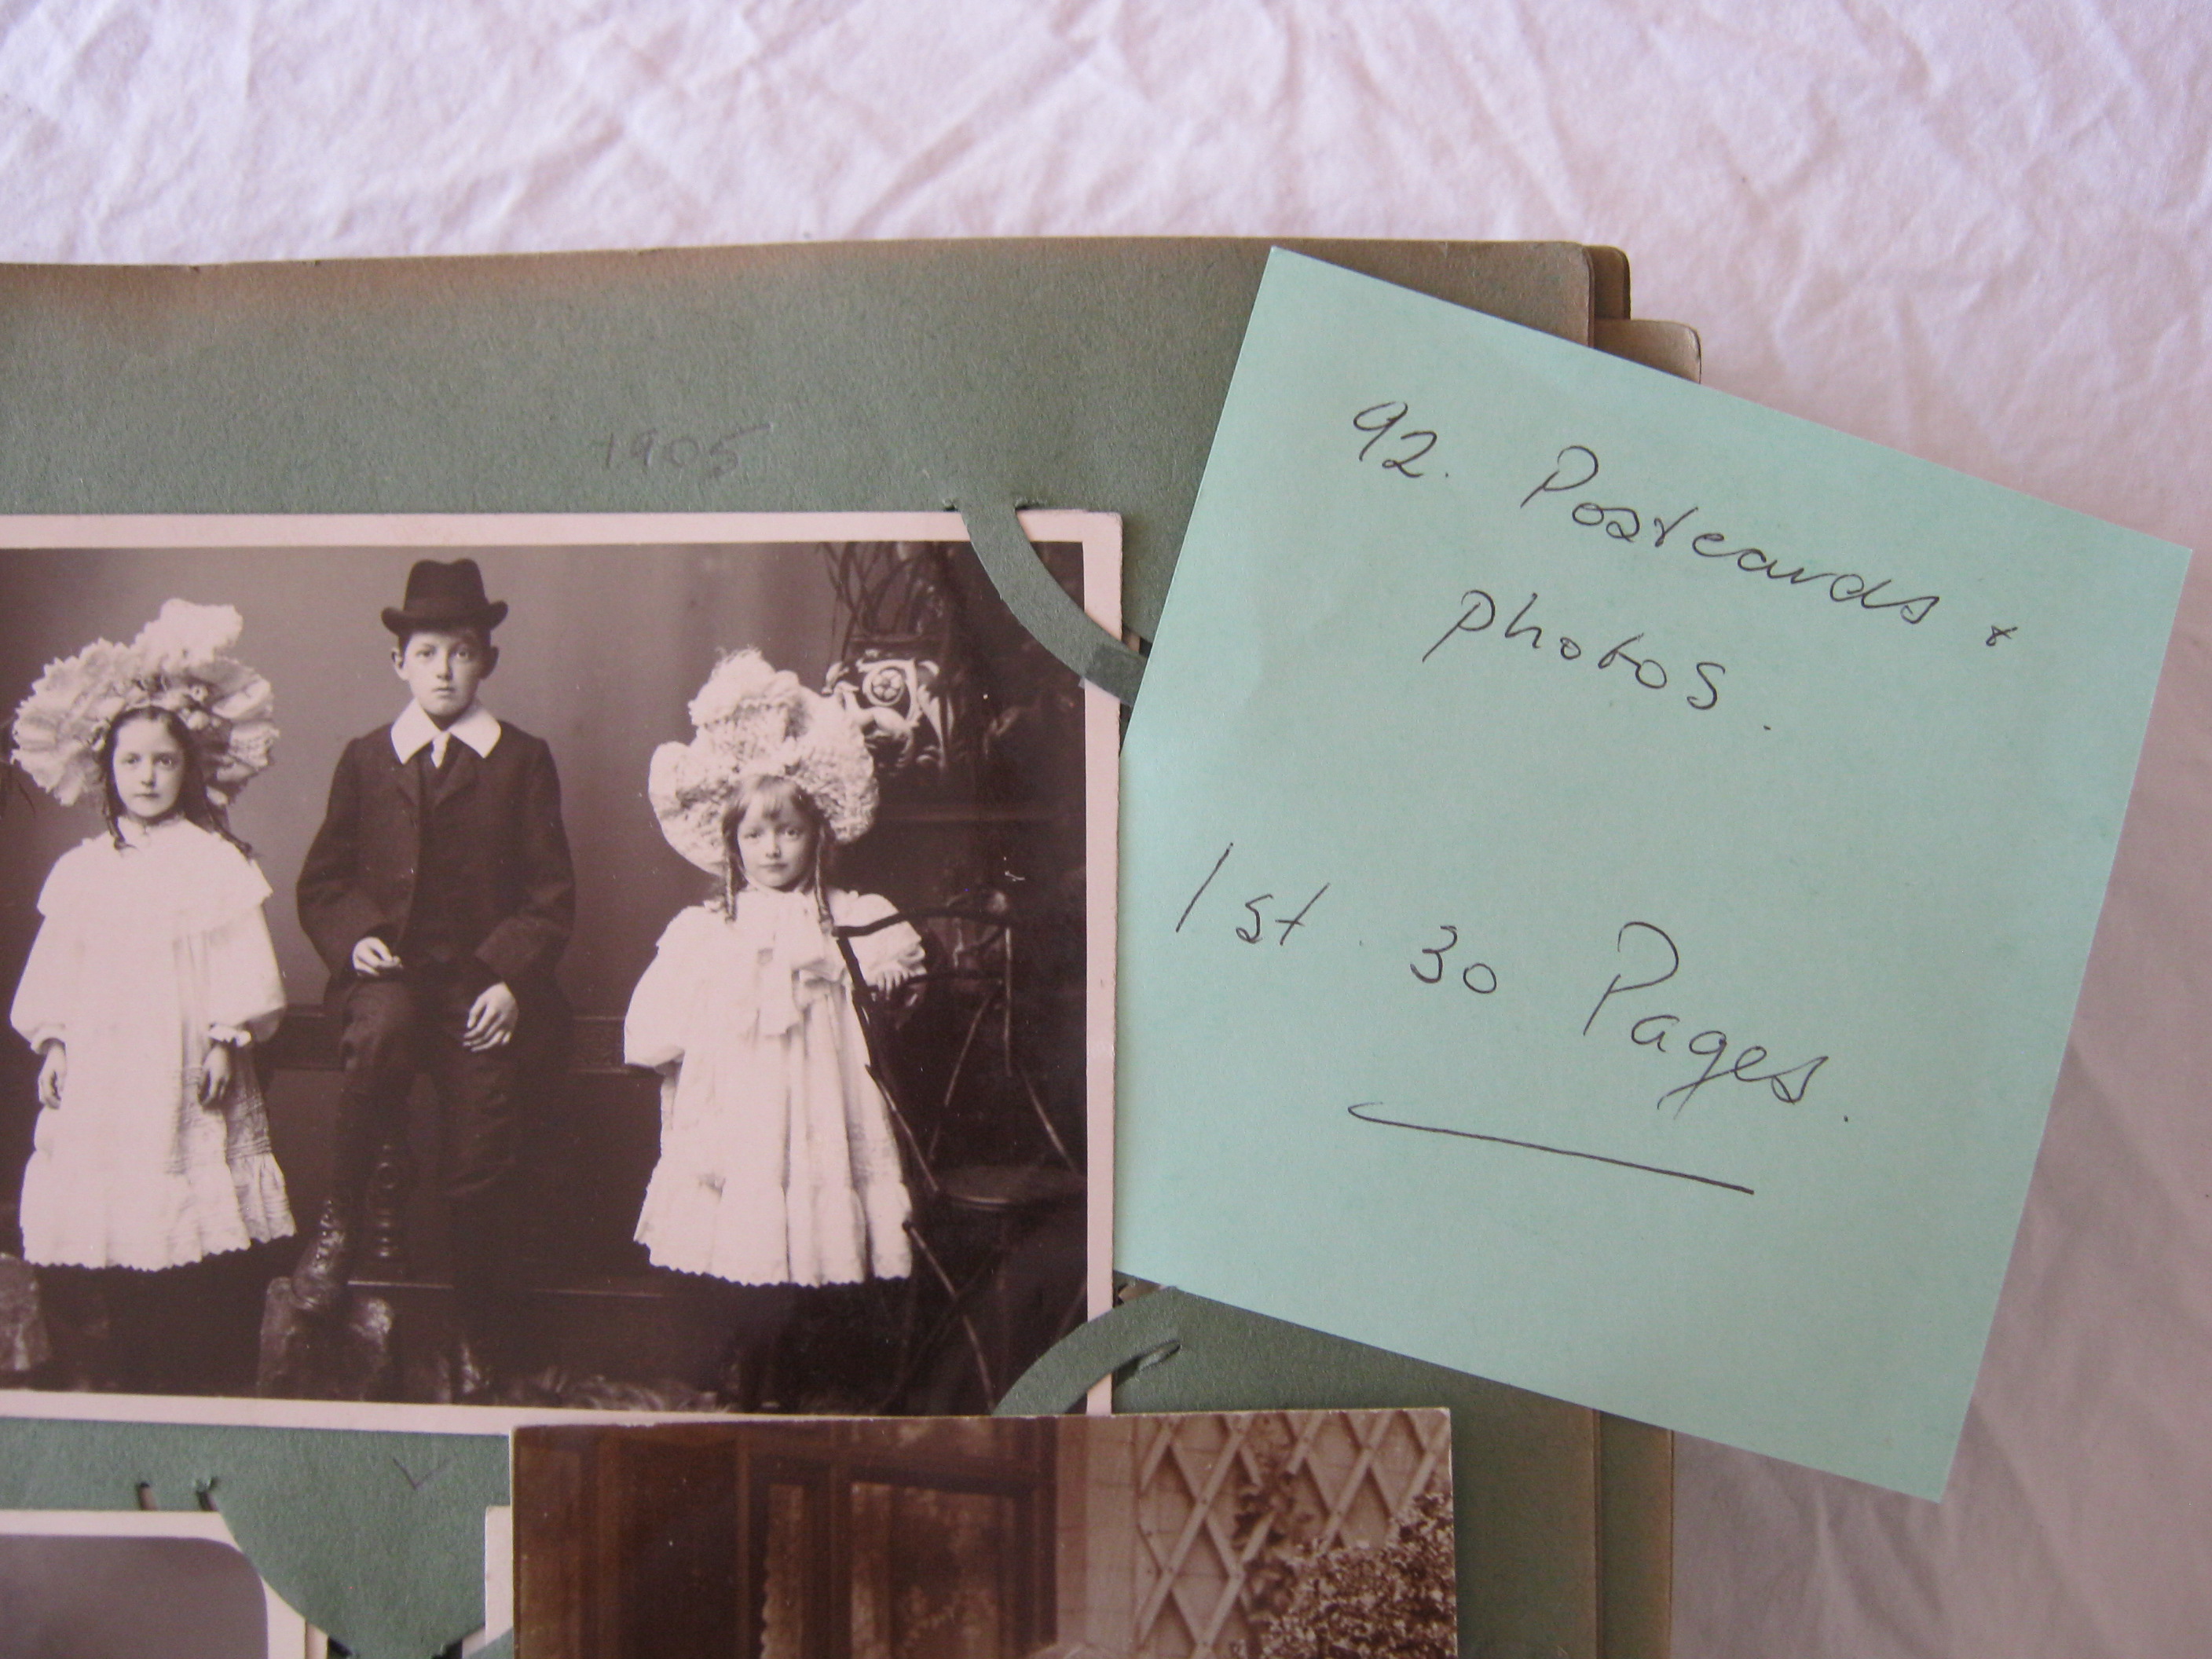 1905
92. Postcards +
photos.
1st. 30 Pages.